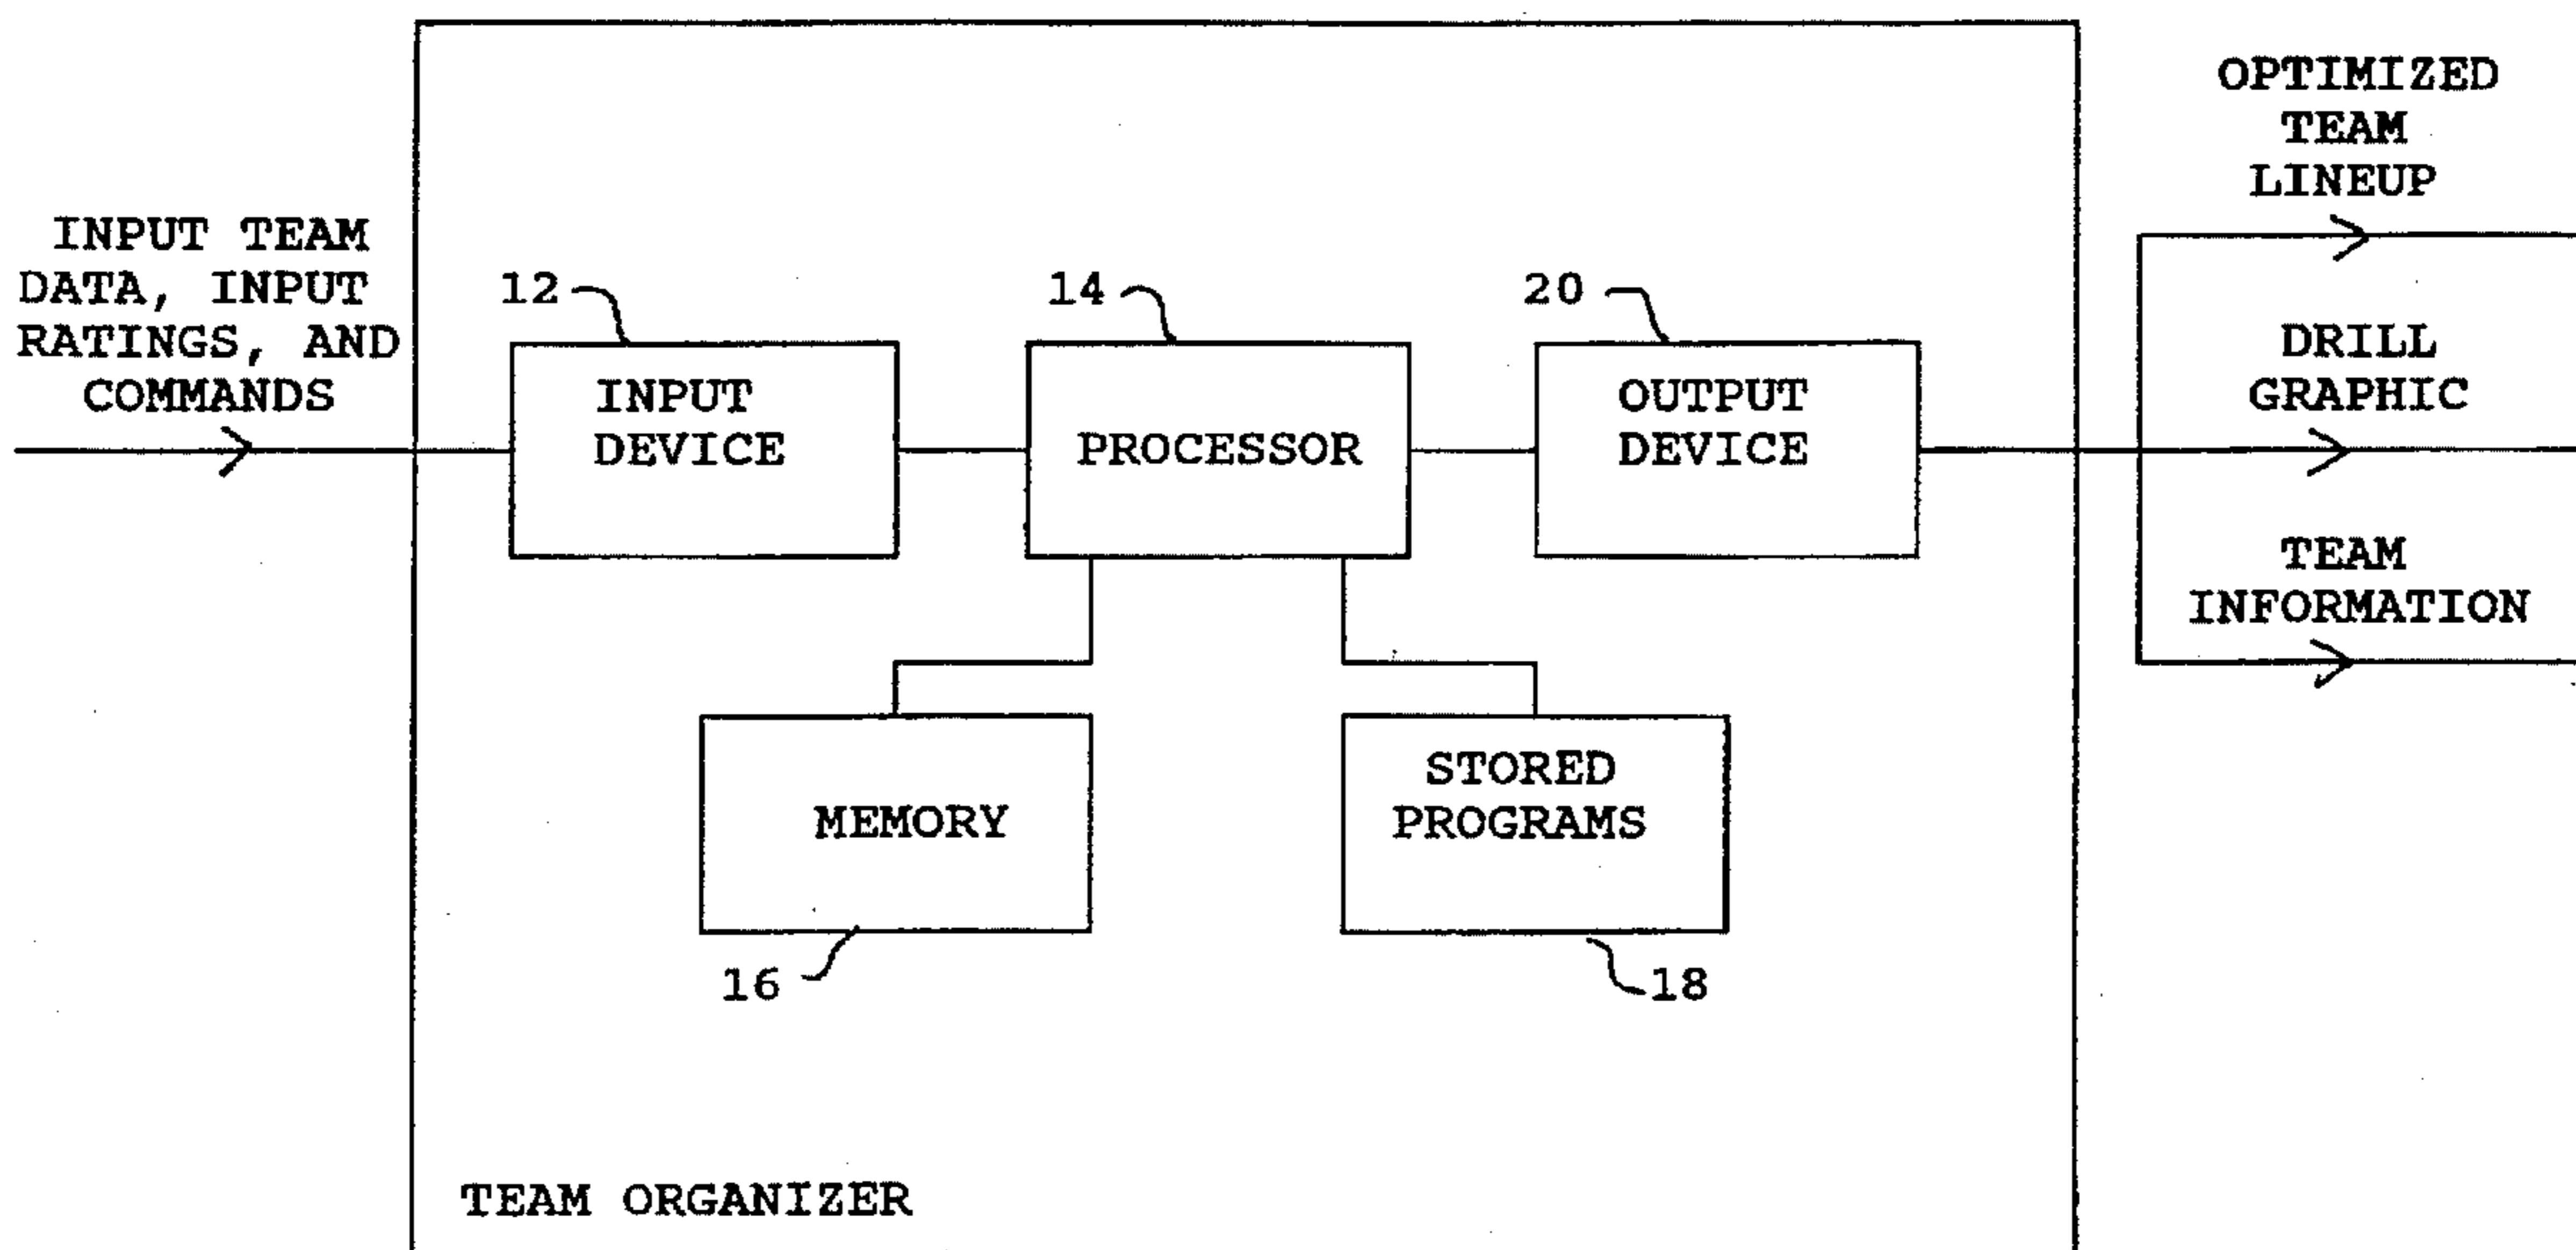 OPTIMIZED
TEAM
LINEUP
INPUT TEAM
DATA, INPUT
RATINGS, AND
COMMANDS
12
14
20
INPUT
DEVICE
PROCESSOR
OUTPUT
DEVICE
DRILL
GRAPHIC
TEAM
INFORMATION
MEMORY
STORED
PROGRAMS
16
18
TEAM ORGANIZER